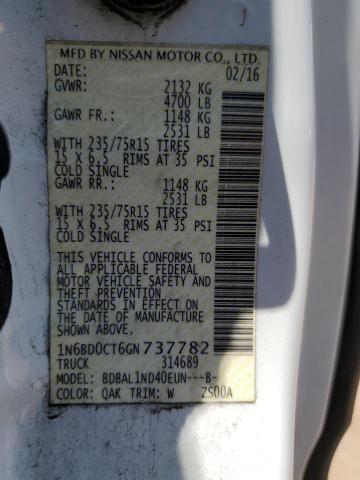 MFD BY NISSAN MOTOR CO., LTD.
DATE: 02/16
GVWR: 2132 KG
4700 LB
GAWR FR.: 1148 KG
2531 LB
WITH 235/75R15 TIRES
15 X 6.5 RIMS AT 35 PSI
COLD SINGLE
GAWR RR.: 1148 KG
2531 LB
WITH 235/75R15 TIRES
15 X 6.5 RIMS AT 35 PSI
COLD SINGLE
THIS VEHICLE CONFORMS TO
ALL APPLICABLE FEDERAL
MOTOR VEHICLE SAFETY
STANDARDS IN EFFECT ON
THE DATE OF MANUFACTURE
SHOWN ABOVE.
1N6BD0CT6GN737782
TRUCK 314689
MODEL: BDBAL1ND40EUN---B-
COLOR: QAK TRIM: W ZS00A